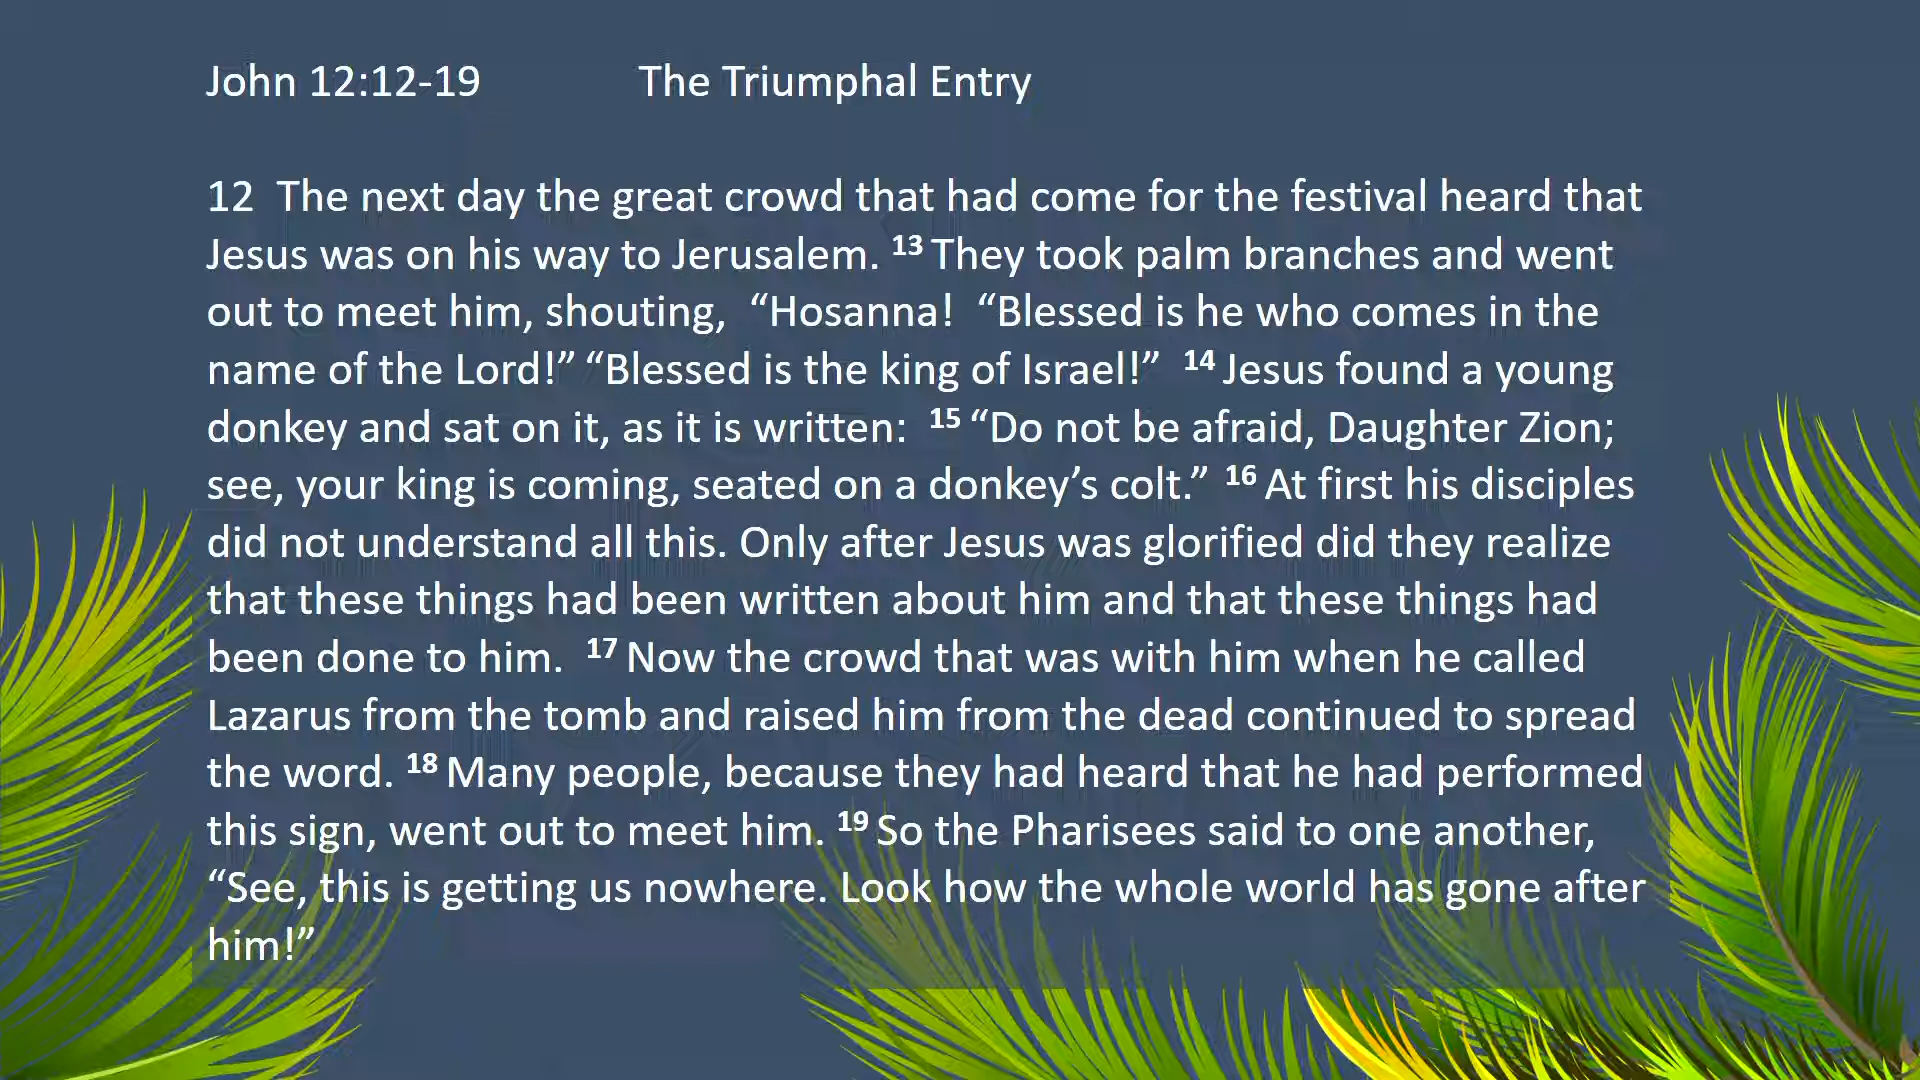 John 12:12-19 The Triumphal Entry
12 The next day the great crowd that had come for the festival heard that
Jesus was on his way to Jerusalem. 13 They took palm branches and went
out to meet him, shouting, “Hosanna! “Blessed is he who comes in the
name of the Lord!” “Blessed is the king of Israel!” 14 Jesus found a young
donkey and sat on it, as it is written: 15 “Do not be afraid, Daughter Zion;
see, your king is coming, seated on a donkey’s colt.” 16 At first his disciples
did not understand all this. Only after Jesus was glorified did they realize
that these things had been written about him and that these things had
been done to him. 17 Now the crowd that was with him when he called
Lazarus from the tomb and raised him from the dead continued to spread
the word. 18 Many people, because they had heard that he had performed
this sign, went out to meet him. 19 So the Pharisees said to one another,
“See, this is getting us nowhere. Look how the whole world has gone after
him!”